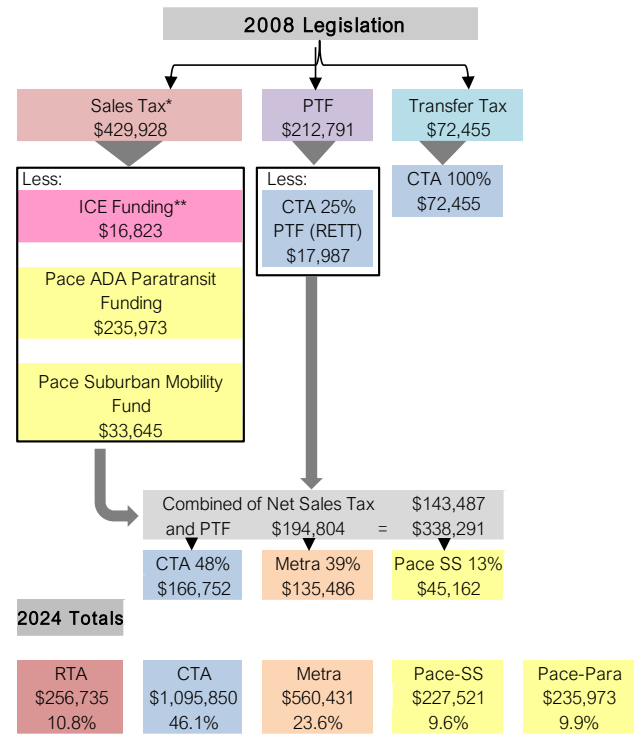 2008 Legislation
Sales Tax*
$429,928
PTF
$212,791
Transfer Tax
$72,455
Less:
ICE Funding**
$16,823
Pace ADA Paratransit
Funding
$235,973
Pace Suburban Mobility
Fund
$33,645
Less:
CTA 25%
PTF (RETT)
$17,987
CTA 100%
$72,455
Combined of Net Sales Tax $143,487
and PTF $194,804 = $338,291
CTA 48%
$166,752
Metra 39%
$135,486
Pace SS 13%
$45,162
2024 Totals
RTA
$256,735
10.8%
CTA
$1,095,850
46.1%
Metra
$560,431
23.6%
Pace-SS
$227,521
9.6%
Pace-Para
$235,973
9.9%